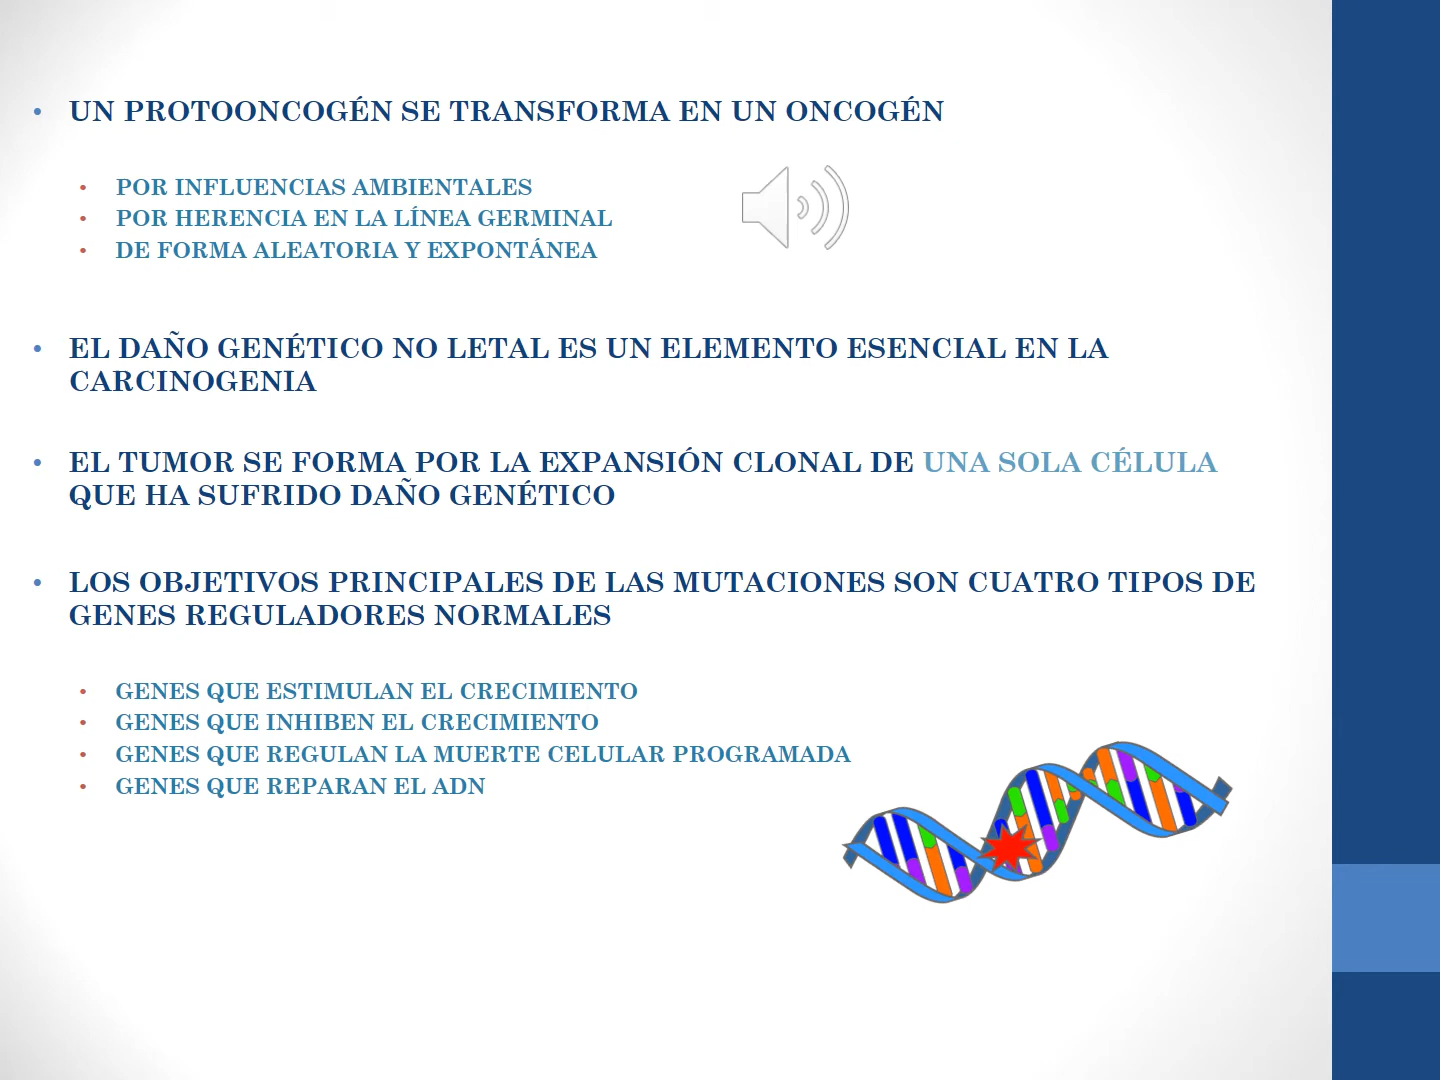 • UN PROTOONCOGÉN SE TRANSFORMA EN UN ONCOGÉN
• POR INFLUENCIAS AMBIENTALES
• POR HERENCIA EN LA LÍNEA GERMINAL
• DE FORMA ALEATORIA Y EXPONTÁNEA
• EL DAÑO GENÉTICO NO LETAL ES UN ELEMENTO ESENCIAL EN LA
CARCINOGENIA
• EL TUMOR SE FORMA POR LA EXPANSIÓN CLONAL DE UNA SOLA CÉLULA
QUE HA SUFRIDO DAÑO GENÉTICO
• LOS OBJETIVOS PRINCIPALES DE LAS MUTACIONES SON CUATRO TIPOS DE
GENES REGULADORES NORMALES
• GENES QUE ESTIMULAN EL CRECIMIENTO
• GENES QUE INHIBEN EL CRECIMIENTO
• GENES QUE REGULAN LA MUERTE CELULAR PROGRAMADA
• GENES QUE REPARAN EL ADN